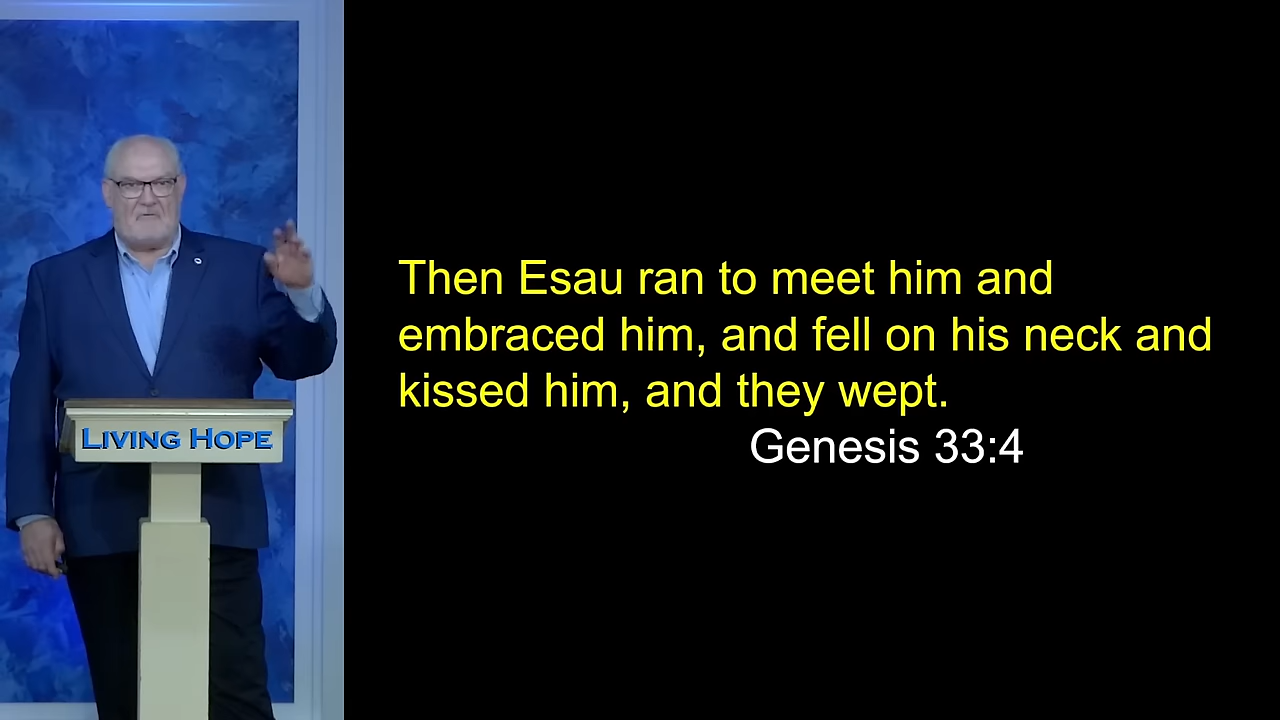 LIVING HOPE
Then Esau ran to meet him and
embraced him, and fell on his neck and
kissed him, and they wept.
Genesis 33:4